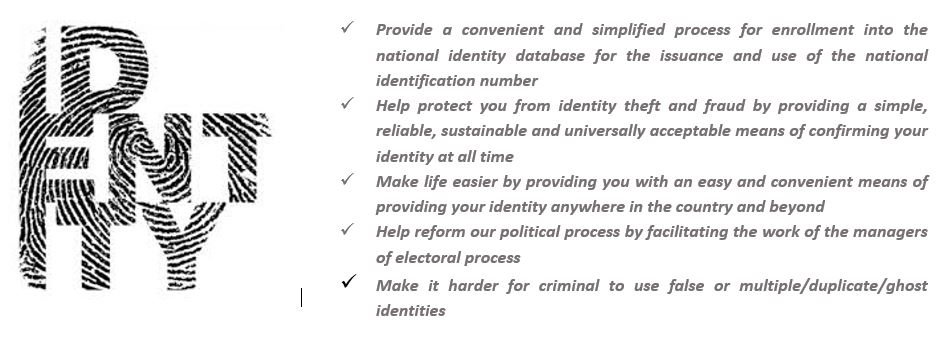 ID
ENT
ITY
✓ Provide a convenient and simplified process for enrollment into the
national identity database for the issuance and use of the national
identification number
✓ Help protect you from identity theft and fraud by providing a simple,
reliable, sustainable and universally acceptable means of confirming your
identity at all time
✓ Make life easier by providing you with an easy and convenient means of
providing your identity anywhere in the country and beyond
✓ Help reform our political process by facilitating the work of the managers
of electoral process
✓ Make it harder for criminal to use false or multiple/duplicate/ghost
identities